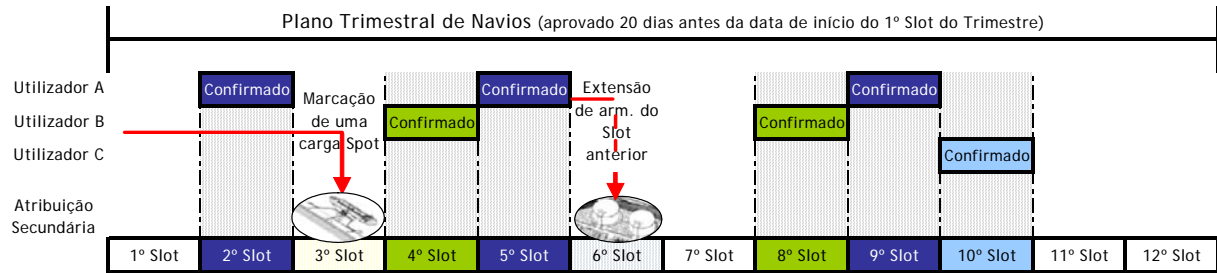 Plano Trimestral de Navios (aprovado 20 dias antes da data de início do 1º Slot do Trimestre)
Utilizador A
Confirmado
Confirmado
Confirmado
Marcação
de uma
carga Spot
Extensão
de arm. do
Slot
anterior
Utilizador B
Confirmado
Confirmado
Utilizador C
Confirmado
Atribuição
Secundária
1º Slot 2º Slot 3º Slot 4º Slot 5º Slot 6º Slot 7º Slot 8º Slot 9º Slot 10º Slot 11º Slot 12º Slot